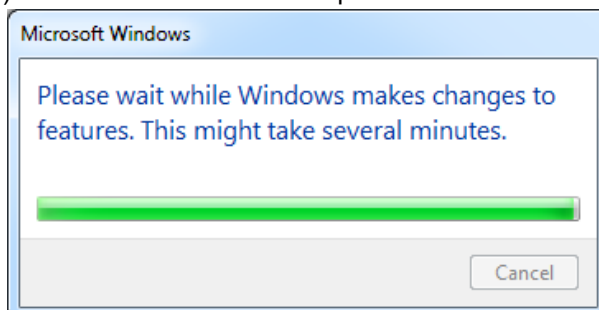 Microsoft Windows
Please wait while Windows makes changes to
features. This might take several minutes.
Cancel